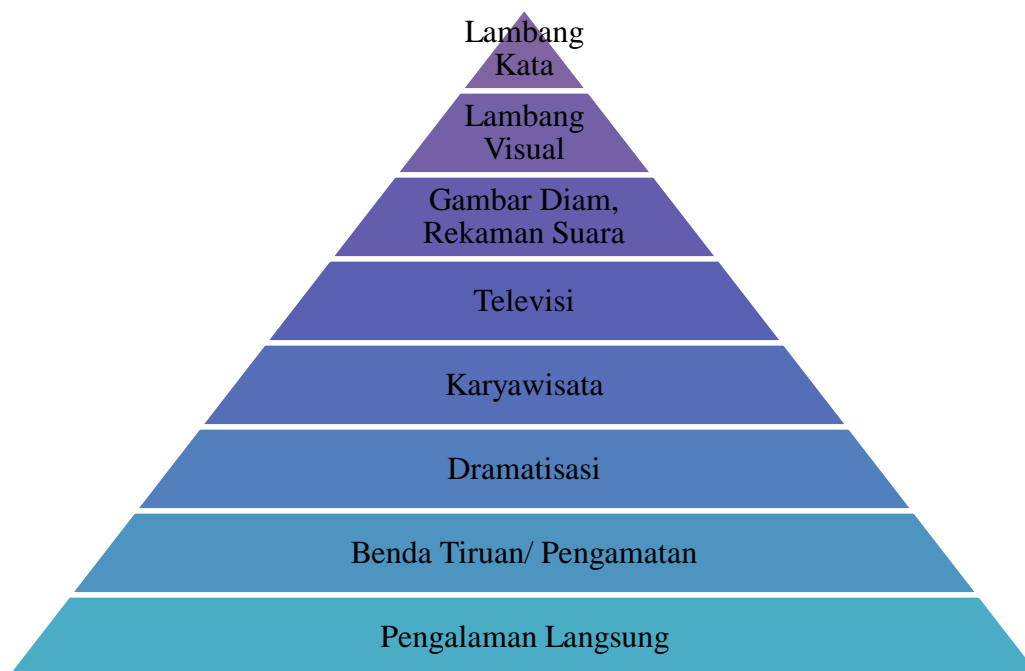 Lambang
Kata
Lambang
Visual
Gambar Diam,
Rekaman Suara
Televisi
Karyawisata
Dramatisasi
Benda Tiruan/ Pengamatan
Pengalaman Langsung